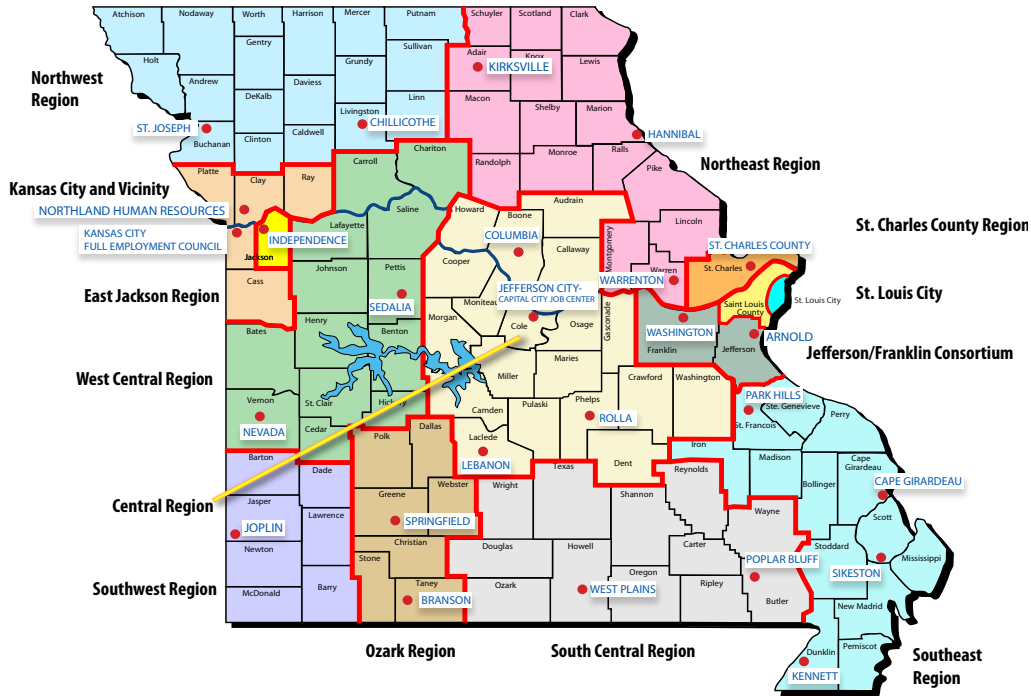 Atchison
Nodaway
Worth
Harrison
Mercer
Putnam
Schuyler
Scotland
Clark
Gentry
Sullivan
Adair
Knox
Holt
Grundy
Lewis
KIRKSVILLE
Northwest
Region
Andrew
DeKalb
Daviess
Linn
Macon
Shelby
Marion
Livingston
CHILLICOTHE
ST. JOSEPH
Buchanan
Clinton
Caldwell
HANNIBAL
Chariton
Carroll
Randolph
Monroe
Ralls
Pike
Northeast Region
Platte
Clay
Ray
Kansas City and Vicinity
NORTHLAND HUMAN RESOURCES
Saline
Howard
Boone
Audrain
KANSAS CITY
FULL EMPLOYMENT COUNCIL
INDEPENDENCE
Lafayette
COLUMBIA
Callaway
Montgomery
Lincoln
St. Charles County Region
ST. CHARLES COUNTY
Jackson
Johnson
Pettis
Cooper
Warren
St. Charles
Cass
East Jackson Region
SEDALIA
JEFFERSON CITY-
CAPITAL CITY JOB CENTER
WARRENTON
St. Louis City
Moniteau
Saint Louis
County
St. Louis City
Henry
Benton
Morgan
Cole
Osage
Gasconade
WASHINGTON
ARNOLD
Bates
Franklin
Jefferson
Jefferson/Franklin Consortium
West Central Region
Maries
Miller
St. Clair
Hickory
Crawford
Washington
PARK HILLS
Vernon
Camden
Pulaski
Phelps
Ste. Genevieve
Perry
NEVADA
Cedar
Dallas
ROLLA
St. Francois
Polk
Laclede
LEBANON
Iron
Barton
Dade
Texas
Dent
Reynolds
Madison
Cape
Girardeau
Webster
Wright
Bollinger
CAPE GIRARDEAU
Central Region
Jasper
Greene
Shannon
Lawrence
Wayne
Scott
JOPLIN
SPRINGFIELD
Newton
Christian
Douglas
Howell
Carter
Stoddard
Mississippi
Stone
POPLAR BLUFF
SIKESTON
Southwest Region
McDonald
Barry
Taney
Ozark
Oregon
Ripley
BRANSON
WEST PLAINS
Butler
New Madrid
Ozark Region
South Central Region
Dunklin
Pemiscot
Southeast
Region
KENNETT